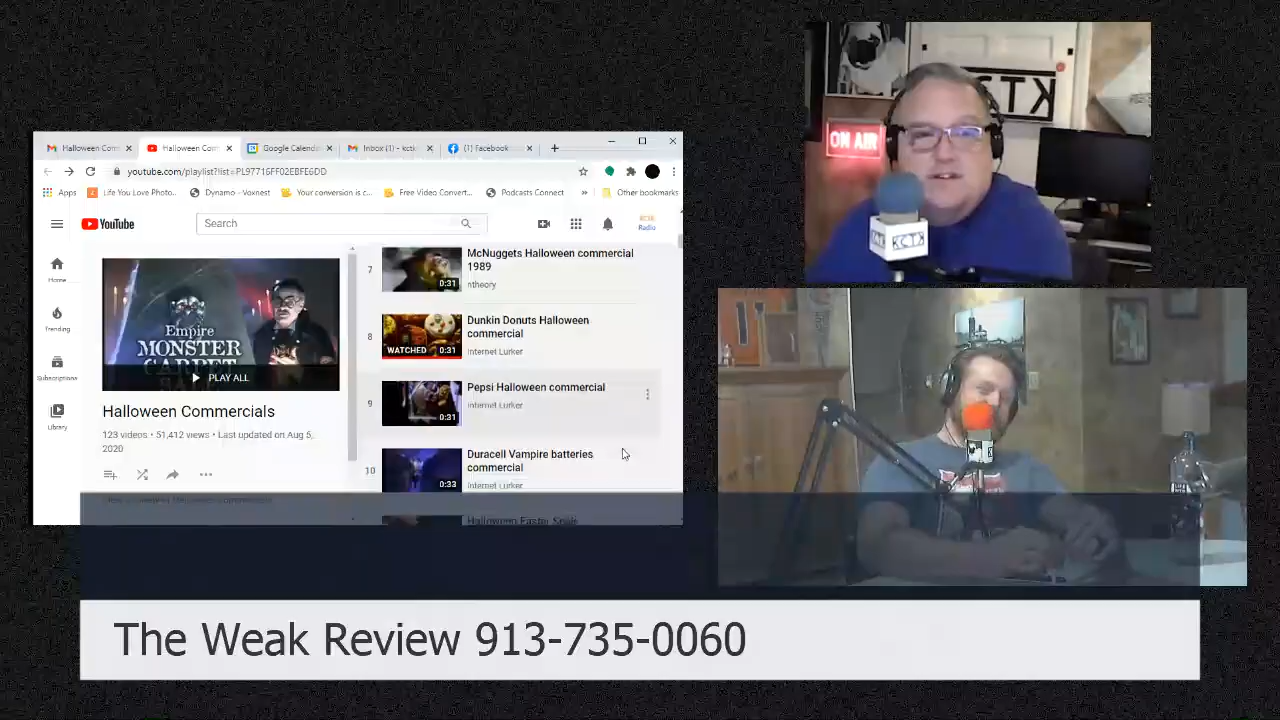 Halloween Com
Halloween Com
Google Calenda
Inbox (1) - kctk
(1) Facebook
youtube.com/playlist?list=PL97715FF02EBFE6DD
Apps
Life You Love Photo...
Dynamo - Voxnest
Your conversion is c...
Free Video Convert...
Podcasts Connect
»
Other bookmarks
YouTube
Search
KCTK
Radio
Home
Trending
Subscriptions
Library
Empire
MONSTER
CARPET
PLAY ALL
Halloween Commercials
123 videos • 51,412 views • Last updated on Aug 5,
2020
7
0:31
McNuggets Halloween commercial
1989
ntheory
8
WATCHED
0:31
Dunkin Donuts Halloween
commercial
Internet Lurker
9
0:31
Pepsi Halloween commercial
Internet Lurker
10
0:33
Duracell Vampire batteries
commercial
Internet Lurker
ON AIR
KCTK
KCTK
The Weak Review 913-735-0060